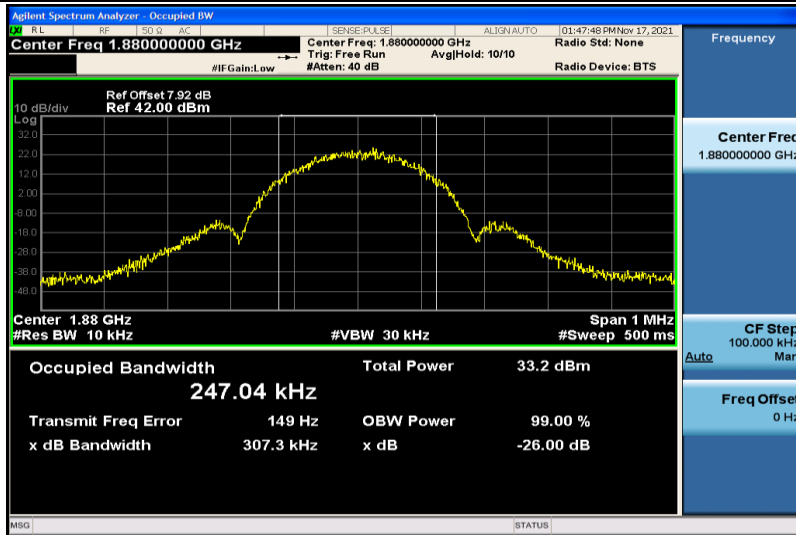 Agilent Spectrum Analyzer - Occupied BW
LXI RL RF 50 Ω AC SENSE:PULSE ALIGN AUTO 01:47:48 PM Nov 17, 2021
Center Freq 1.880000000 GHz
Center Freq: 1.880000000 GHz
Radio Std: None
Trig: Free Run Avg|Hold: 10/10
#IFGain:Low
#Atten: 40 dB
Radio Device: BTS
Frequency
Ref Offset 7.92 dB
10 dB/div Ref 42.00 dBm
Log
32.0
22.0
12.0
2.00
-8.00
-18.0
-28.0
-38.0
-48.0
Center 1.88 GHz
Span 1 MHz
#Res BW 10 kHz
#VBW 30 kHz
#Sweep 500 ms
Center Freq
1.880000000 GHz
CF Step
100.000 kHz
Auto Man
Freq Offset
0 Hz
Occupied Bandwidth
247.04 kHz
Total Power 33.2 dBm
Transmit Freq Error 149 Hz
OBW Power 99.00 %
x dB Bandwidth 307.3 kHz
x dB -26.00 dB
MSG
STATUS